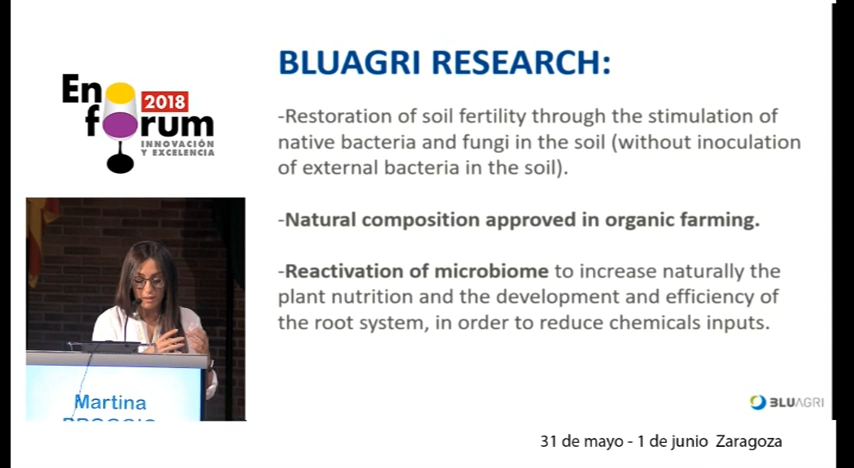 BLUAGRI RESEARCH:
En
2018
forum
INNOVACIÓN
Y EXCELENCIA
-Restoration of soil fertility through the stimulation of
native bacteria and fungi in the soil (without inoculation
of external bacteria in the soil).
-Natural composition approved in organic farming.
-Reactivation of microbiome to increase naturally the
plant nutrition and the development and efficiency of
the root system, in order to reduce chemicals inputs.
Martina
BLUAGRI
31 de mayo - 1 de junio Zaragoza